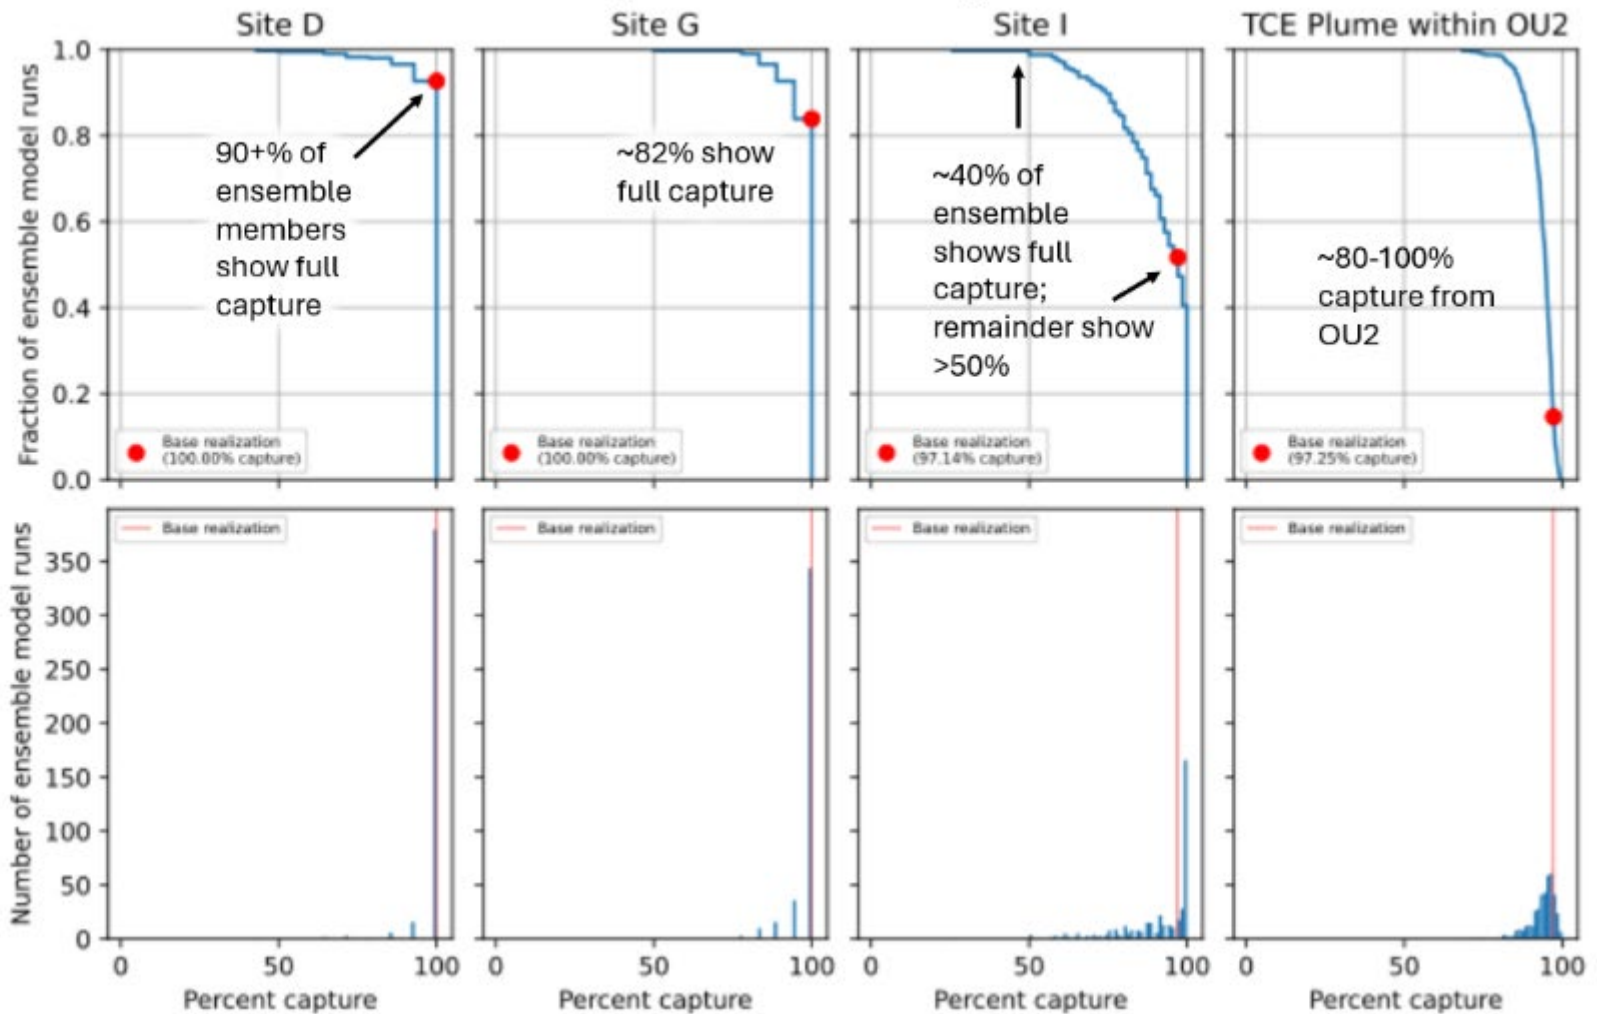 Site D
Site G
Site I
TCE Plume within OU2
Fraction of ensemble model runs
1.0
0.8
0.6
0.4
0.2
0.0
90+% of
ensemble
members
show full
capture
Base realization
(100.00% capture)
~82% show
full capture
Base realization
(100.00% capture)
~40% of
ensemble
shows full
capture;
remainder show
>50%
Base realization
(97.14% capture)
~80-100%
capture from
OU2
Base realization
(97.25% capture)
Number of ensemble model runs
350
300
250
200
150
100
50
0
Base realization
Base realization
Base realization
Base realization
0 50 100
0 50 100
0 50 100
0 50 100
Percent capture
Percent capture
Percent capture
Percent capture